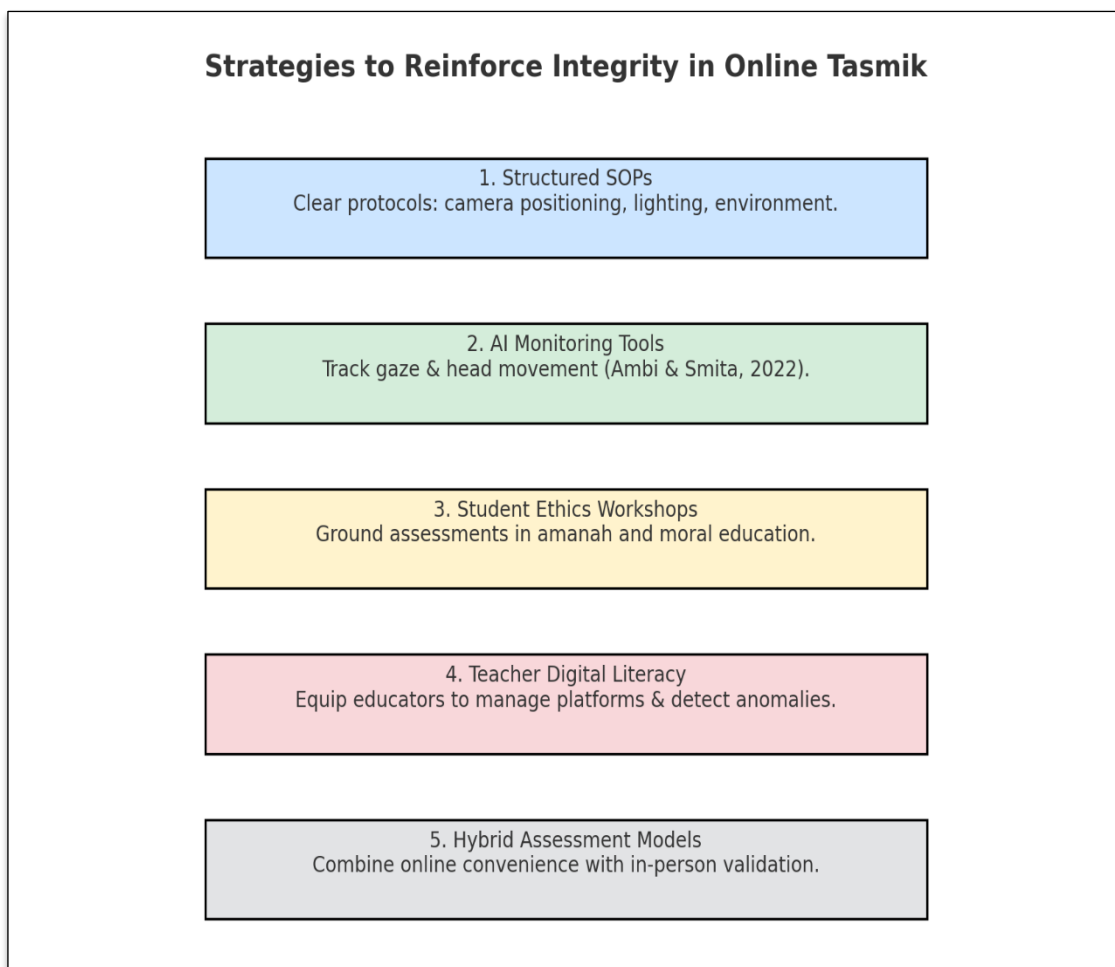 Strategies to Reinforce Integrity in Online Tasmik
1. Structured SOPs
Clear protocols: camera positioning, lighting, environment.
2. AI Monitoring Tools
Track gaze & head movement (Ambi & Smita, 2022).
3. Student Ethics Workshops
Ground assessments in amanah and moral education.
4. Teacher Digital Literacy
Equip educators to manage platforms & detect anomalies.
5. Hybrid Assessment Models
Combine online convenience with in-person validation.